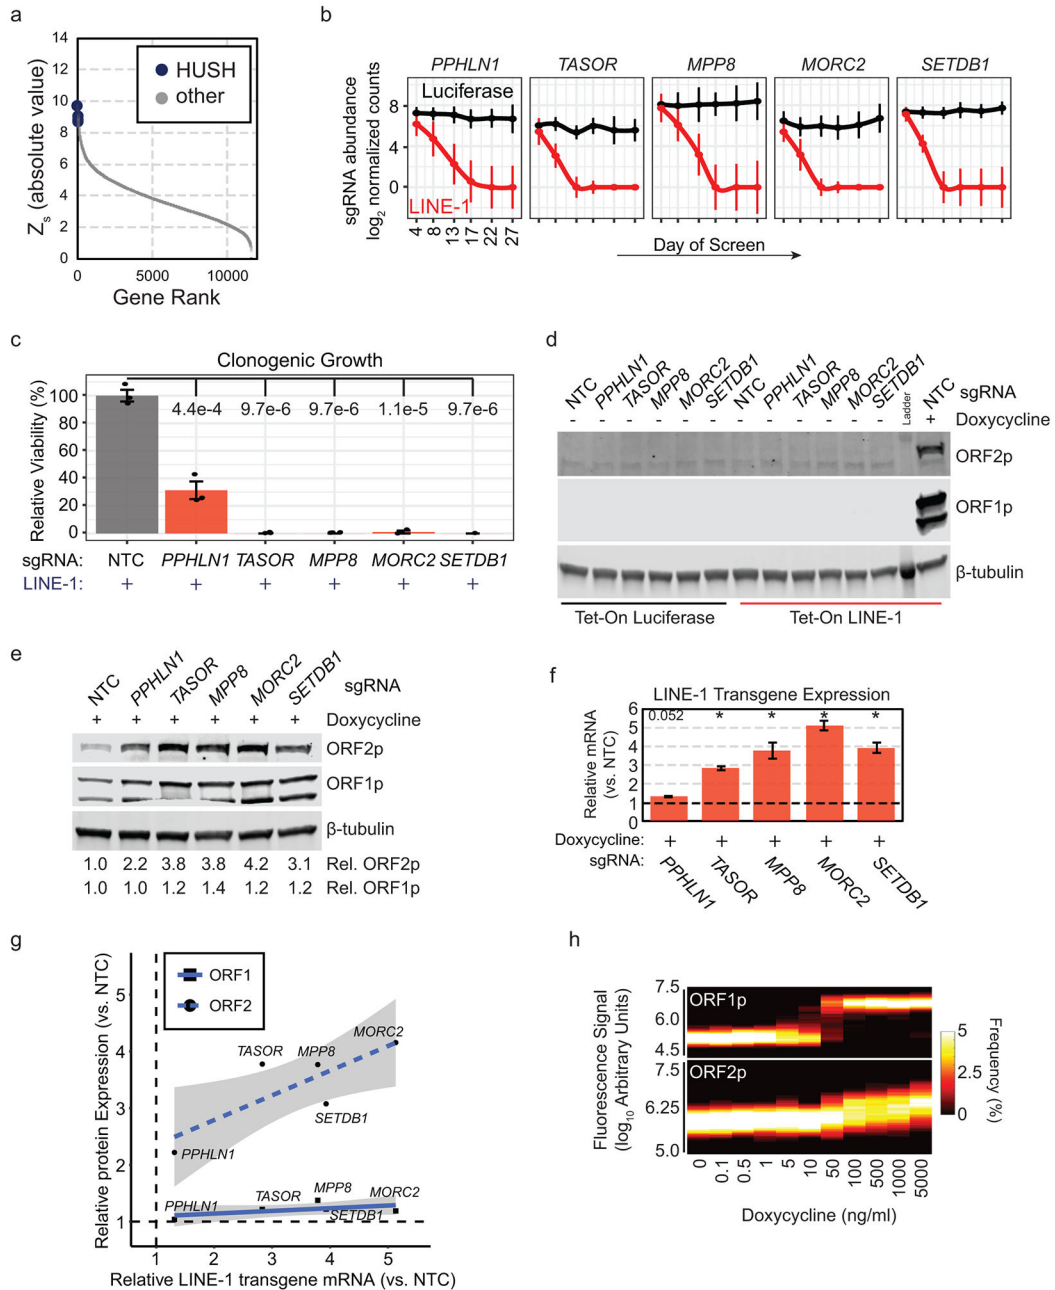 a
Z_s (absolute value)
14
12
10
8
6
4
2
0
HUSH
other
0 5000 10000
Gene Rank
b
sgRNA abundance
log2 normalized counts
PPHLN1 TASOR MPP8 MORC2 SETDB1
8
4
0
Luciferase
LINE-1
4 8 13 17 22 27
Day of Screen
c
Clonogenic Growth
Relative Viability (%)
100
80
60
40
20
0
4.4e-4 9.7e-6 9.7e-6 1.1e-5 9.7e-6
sgRNA: NTC PPHLN1 TASOR MPP8 MORC2 SETDB1
LINE-1: + + + + + +
d
NTC PPHLN1 TASOR MPP8 MORC2 SETDB1 NTC PPHLN1 TASOR MPP8 MORC2 SETDB1 Ladder NTC sgRNA
- - - - - - - - - - - - + Doxycycline
ORF2p
ORF1p
β-tubulin
Tet-On Luciferase Tet-On LINE-1
e
NTC PPHLN1 TASOR MPP8 MORC2 SETDB1 sgRNA
+ + + + + + Doxycycline
ORF2p
ORF1p
β-tubulin
1.0 2.2 3.8 3.8 4.2 3.1 Rel. ORF2p
1.0 1.0 1.2 1.4 1.2 1.2 Rel. ORF1p
f
LINE-1 Transgene Expression
Relative mRNA
(vs. NTC)
6
5
4
3
2
1
0
0.052 * * * *
Doxycycline: + + + + +
sgRNA: PPHLN1 TASOR MPP8 MORC2 SETDB1
g
Relative protein Expression (vs. NTC)
ORF1
ORF2
5
4
3
2
1
MORC2
TASOR
MPP8
SETDB1
PPHLN1
PPHLN1
TASOR
MPP8
SETDB1
MORC2
1 2 3 4 5
Relative LINE-1 transgene mRNA (vs. NTC)
h
Fluorescence Signal
(log10 Arbitrary Units)
7.5
6.0
4.5
ORF1p
7.5
6.25
5.0
ORF2p
5
2.5
0
Frequency (%)
0 0.1 0.5 1 5 10 50 100 500 1000 5000
Doxycycline (ng/ml)